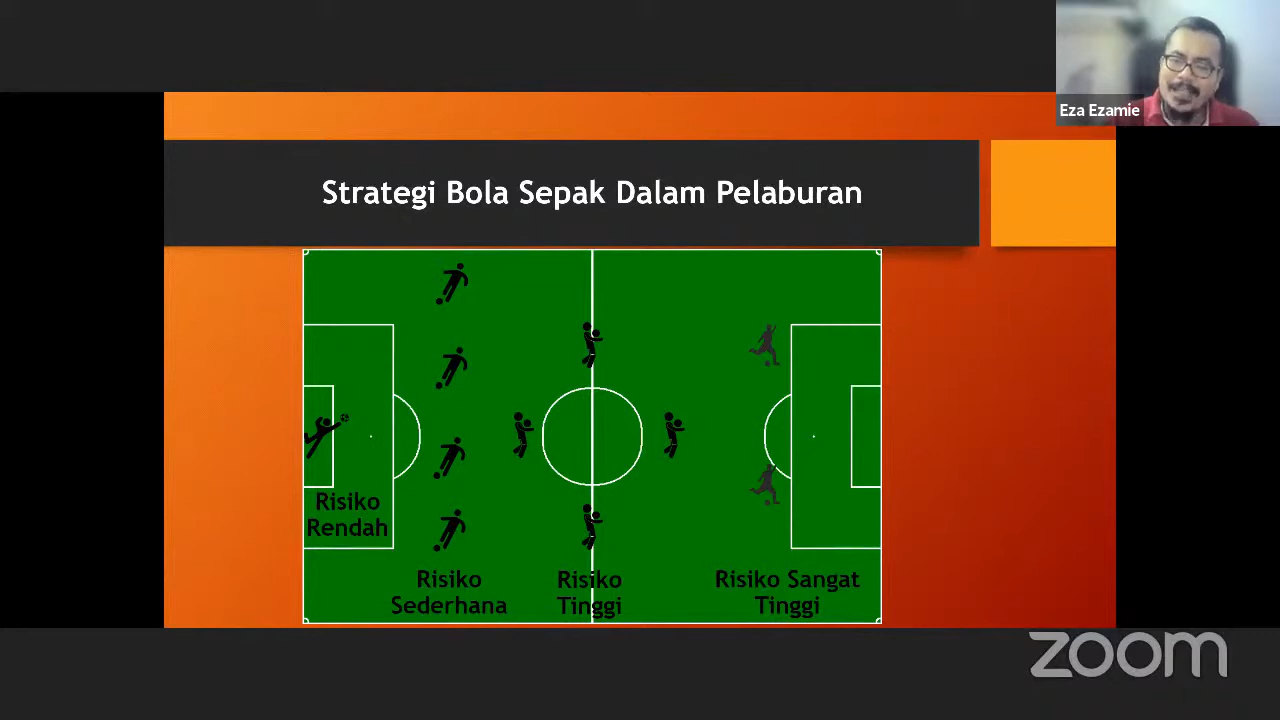 Eza Ezamie
Strategi Bola Sepak Dalam Pelaburan
Risiko
Rendah
Risiko
Sederhana
Risiko
Tinggi
Risiko Sangat
Tinggi
zoom